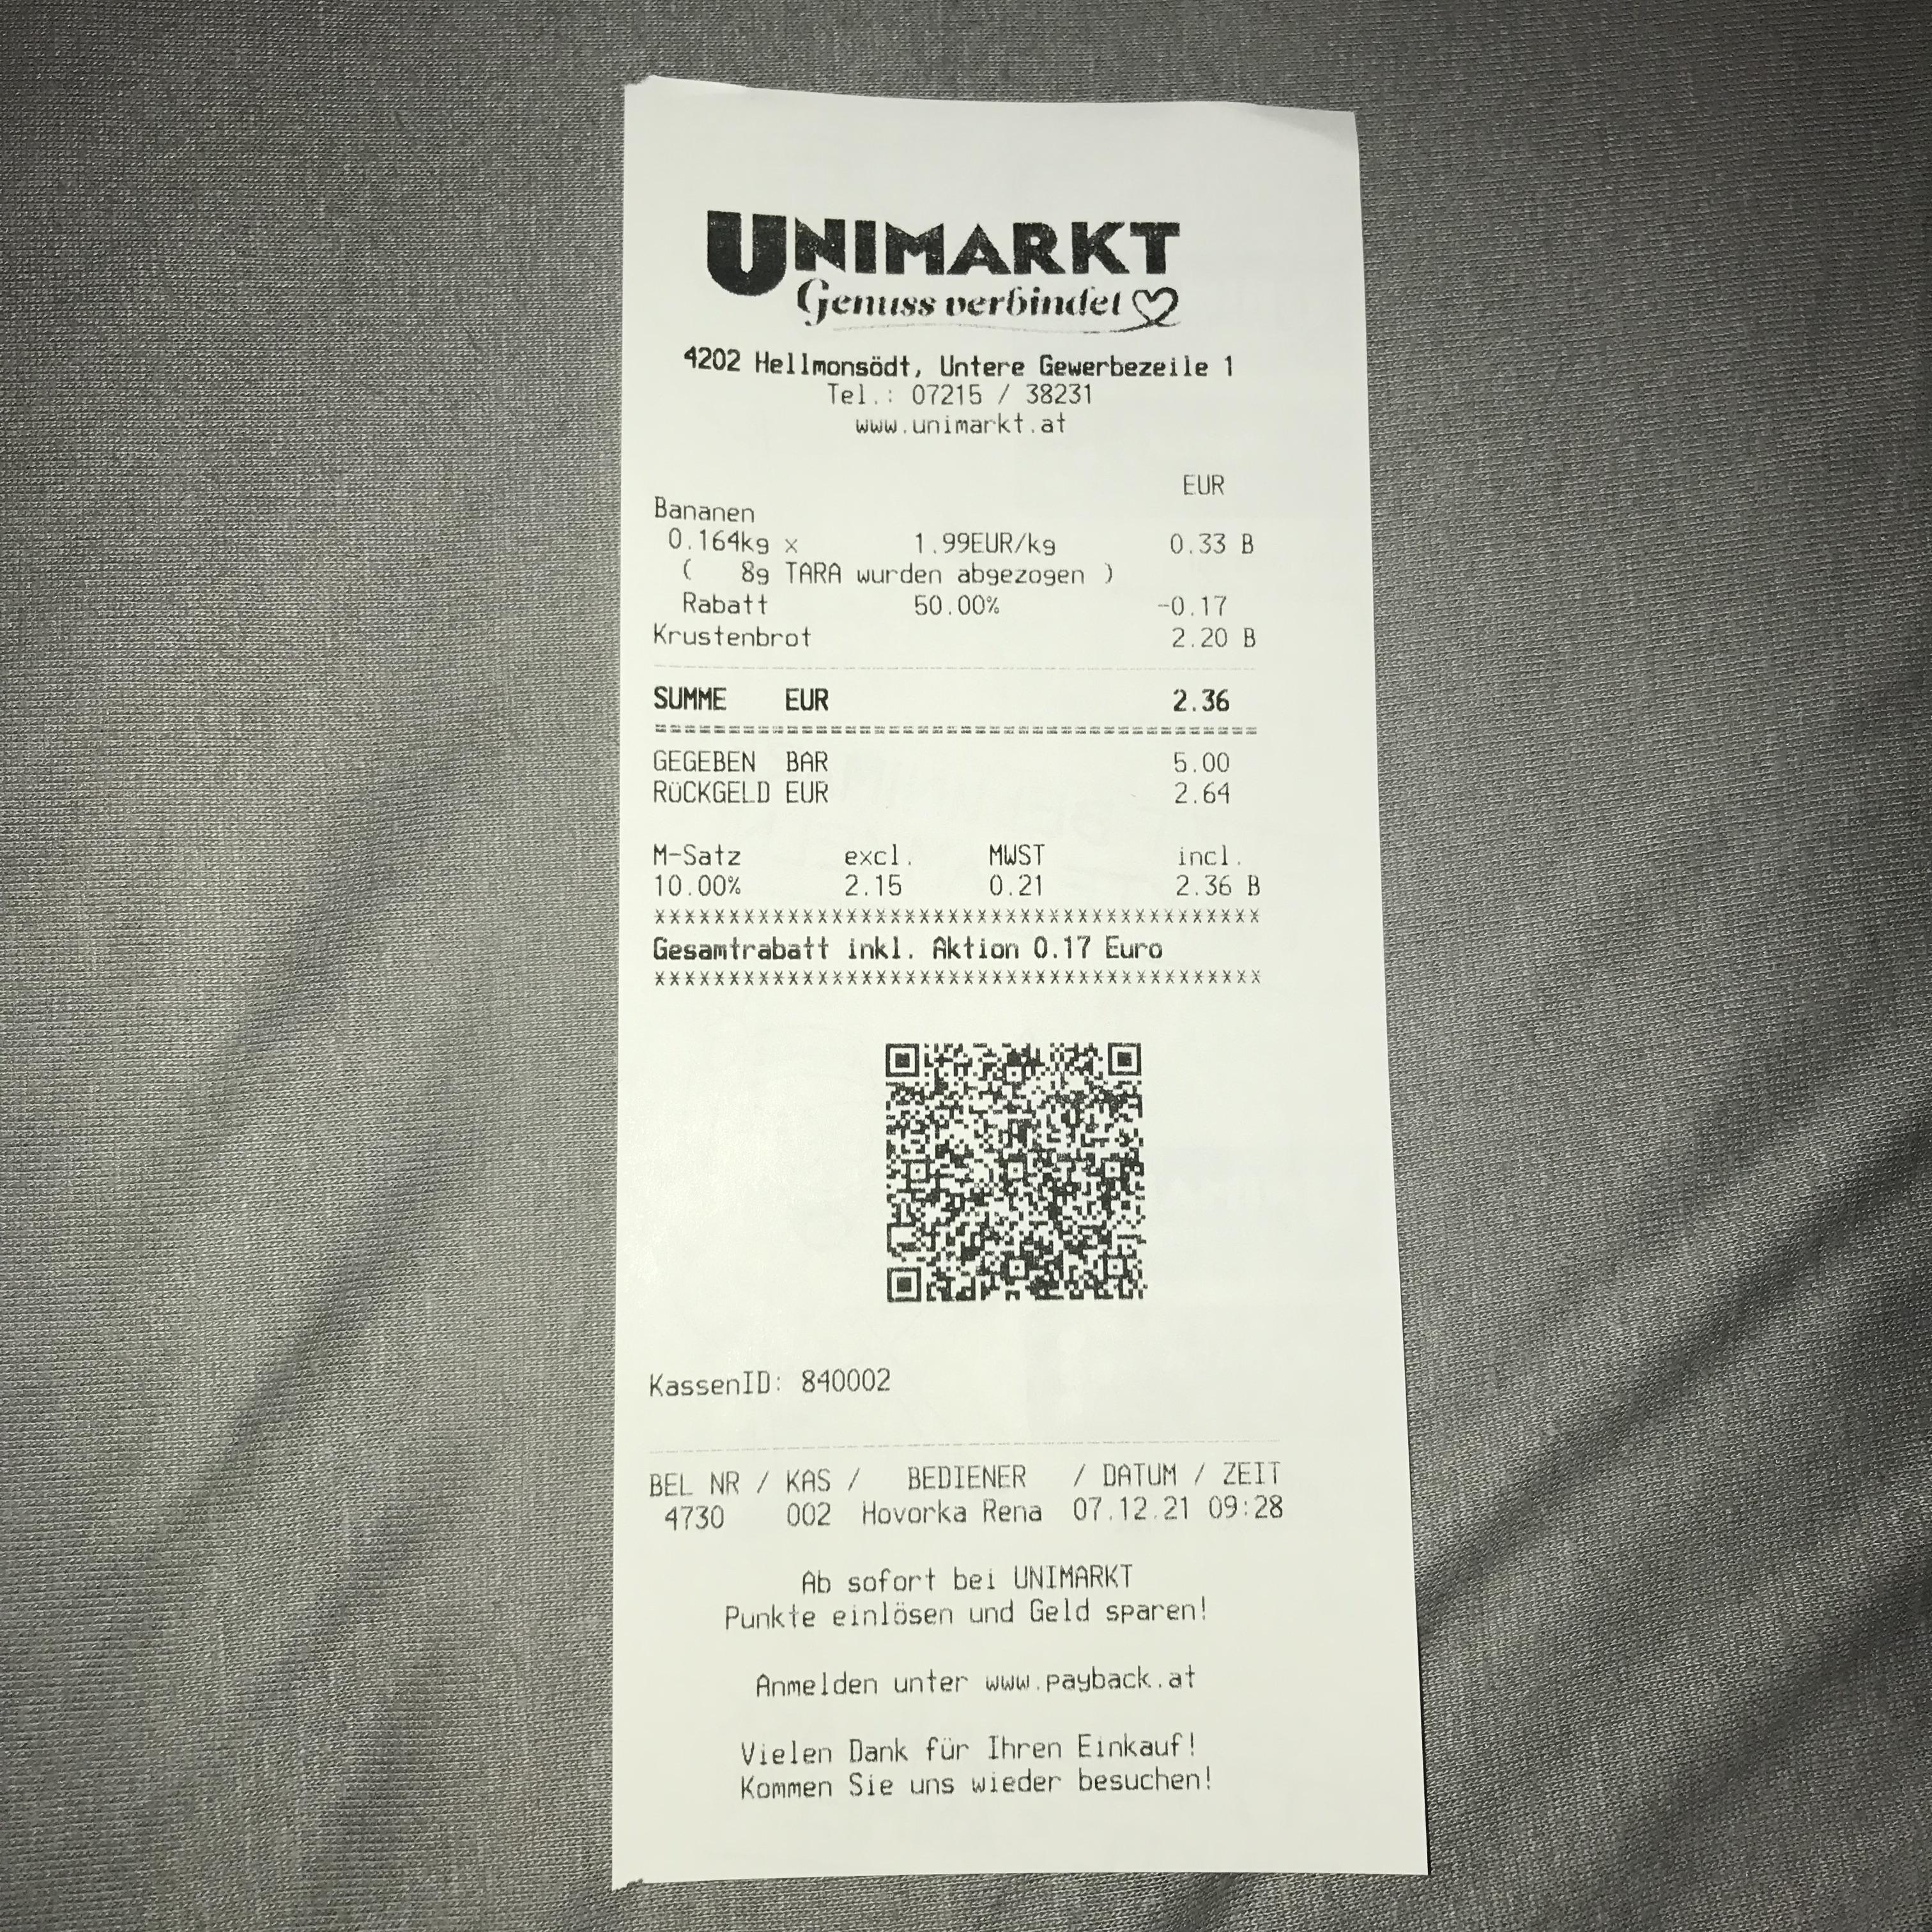 UNIMARKT
Genuss verbindet
4202 Hellmonsödt, Untere Gewerbezeile 1
Tel.: 07215 / 38231
www.unimarkt.at
EUR
Bananen
0.164kg x 1.99EUR/kg 0.33 B
( 8g TARA wurden abgezogen )
Rabatt 50.00% -0.17
Krustenbrot 2.20 B
SUMME EUR 2.36
GEGEBEN BAR 5.00
RÜCKGELD EUR 2.64
M-Satz excl. MWST incl.
10.00% 2.15 0.21 2.36 B
******************************************
Gesamtrabatt inkl. Aktion 0.17 Euro
******************************************
KassenID: 840002
BEL NR / KAS / BEDIENER / DATUM / ZEIT
4730 002 Hovorka Rena 07.12.21 09:28
Ab sofort bei UNIMARKT
Punkte einlösen und Geld sparen!
Anmelden unter www.payback.at
Vielen Dank für Ihren Einkauf!
Kommen Sie uns wieder besuchen!